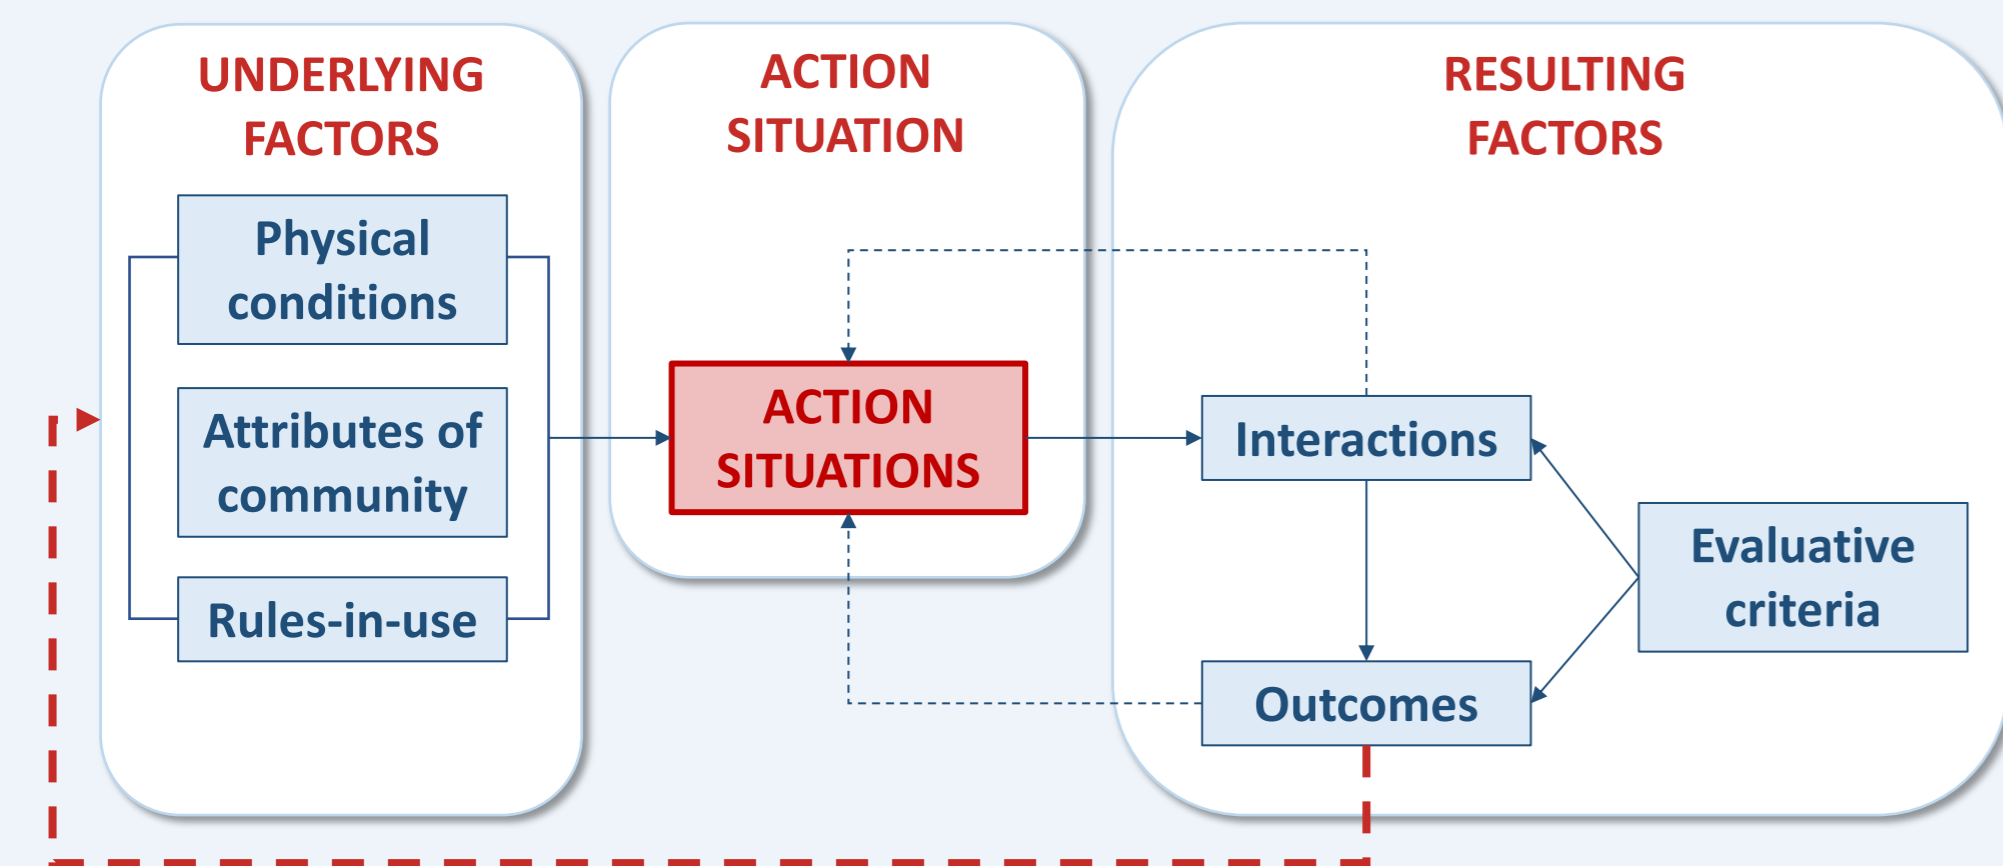 UNDERLYING
FACTORS
Physical
conditions
Attributes of
community
Rules-in-use
ACTION
SITUATION
ACTION
SITUATIONS
RESULTING
FACTORS
Interactions
Evaluative
criteria
Outcomes